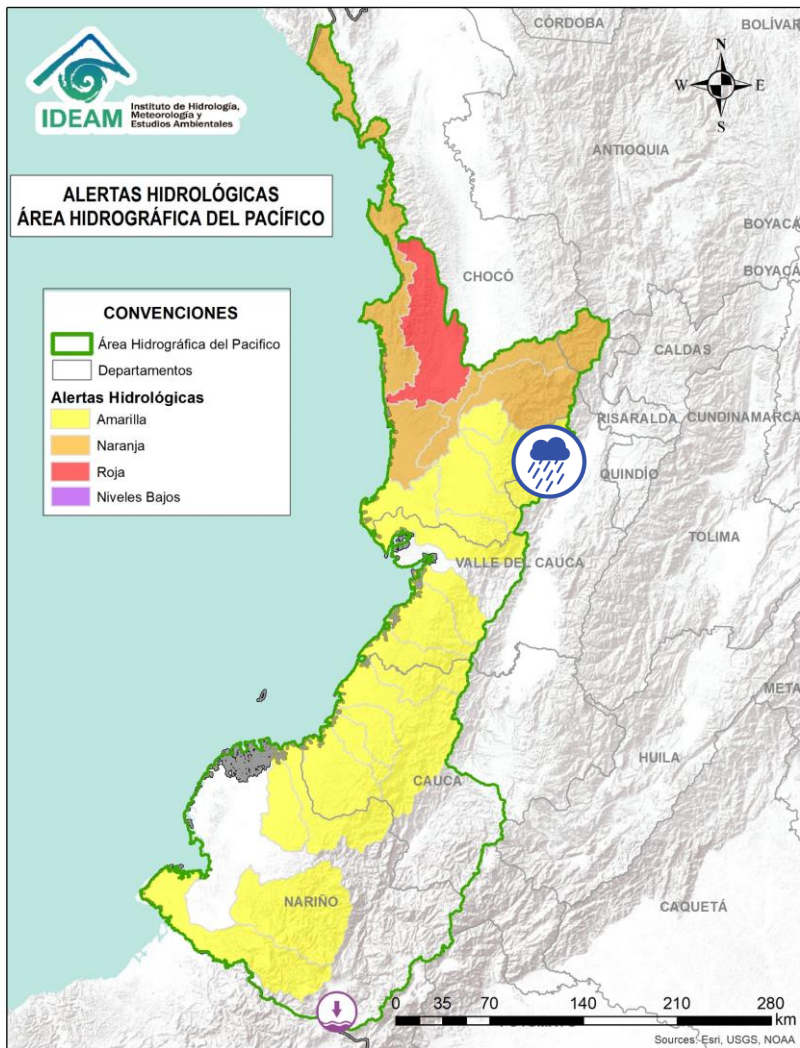 IDEAM
Instituto de Hidrología,
Meteorología y
Estudios Ambientales
ALERTAS HIDROLÓGICAS
ÁREA HIDROGRÁFICA DEL PACÍFICO
CONVENCIONES
Área Hidrográfica del Pacifico
Departamentos
Alertas Hidrológicas
Amarilla
Naranja
Roja
Niveles Bajos
N
W
E
S
CÓRDOBA
BOLÍVAR
ANTIOQUIA
BOYACÁ
BOYACÁ
CHOCÓ
CALDAS
RISARALDA
CUNDINAMARCA
QUINDÍO
TOLIMA
VALLE DEL CAUCA
META
HUILA
CAUCA
NARIÑO
CAQUETÁ
0 35 70 140 210 280
km
Sources: Esri, USGS, NOAA